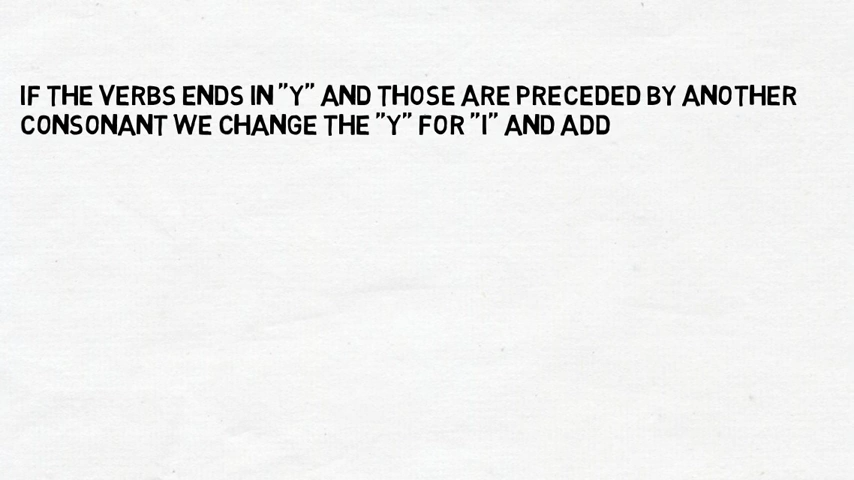 IF THE VERBS ENDS IN "Y" AND THOSE ARE PRECEDED BY ANOTHER
CONSONANT WE CHANGE THE "Y" FOR "I" AND ADD